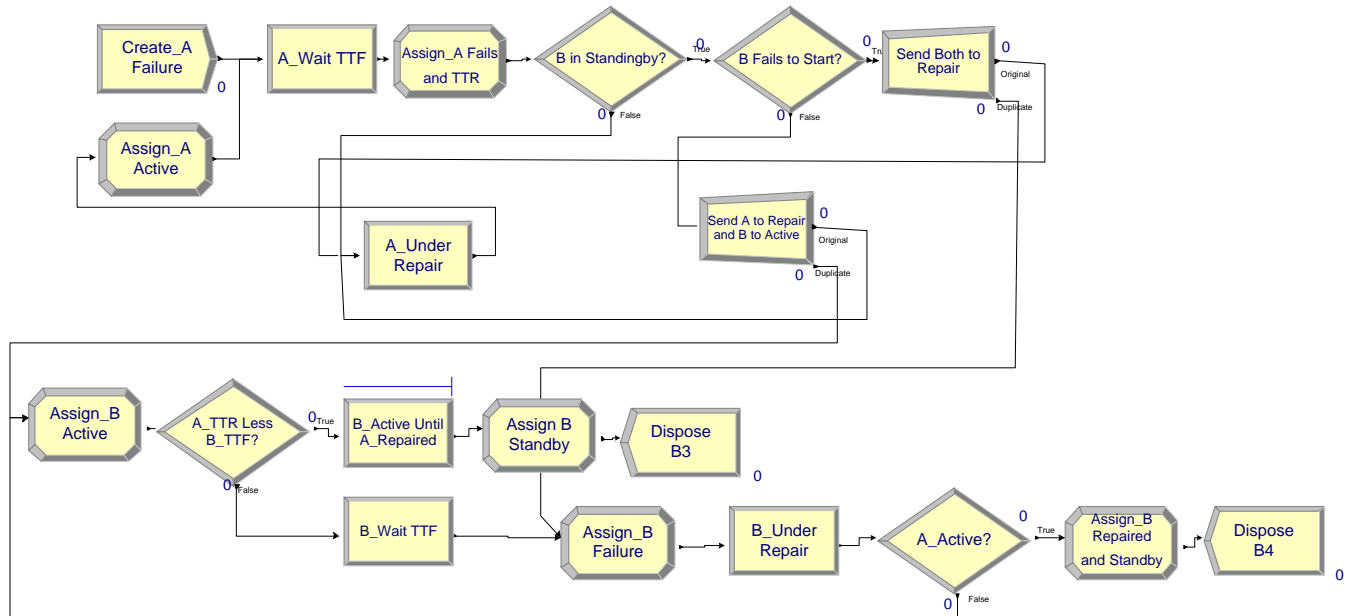 Create_A
Failure
0
A_Wait TTF
Assign_A Fails
and TTR
B in Standingby?
0
True
0
False
B Fails to Start?
0
Tru
0
False
Send Both to
Repair
0
Original
0
Duplicate
Assign_A
Active
A_Under
Repair
Send A to Repair
and B to Active
0
Original
0
Duplicate
Assign_B
Active
A_TTR Less
B_TTF?
0
True
0
False
B_Active Until
A_Repaired
Assign B
Standby
Dispose
B3
0
B_Wait TTF
Assign_B
Failure
B_Under
Repair
A_Active?
0
True
0
False
Assign_B
Repaired
and Standby
Dispose
B4
0